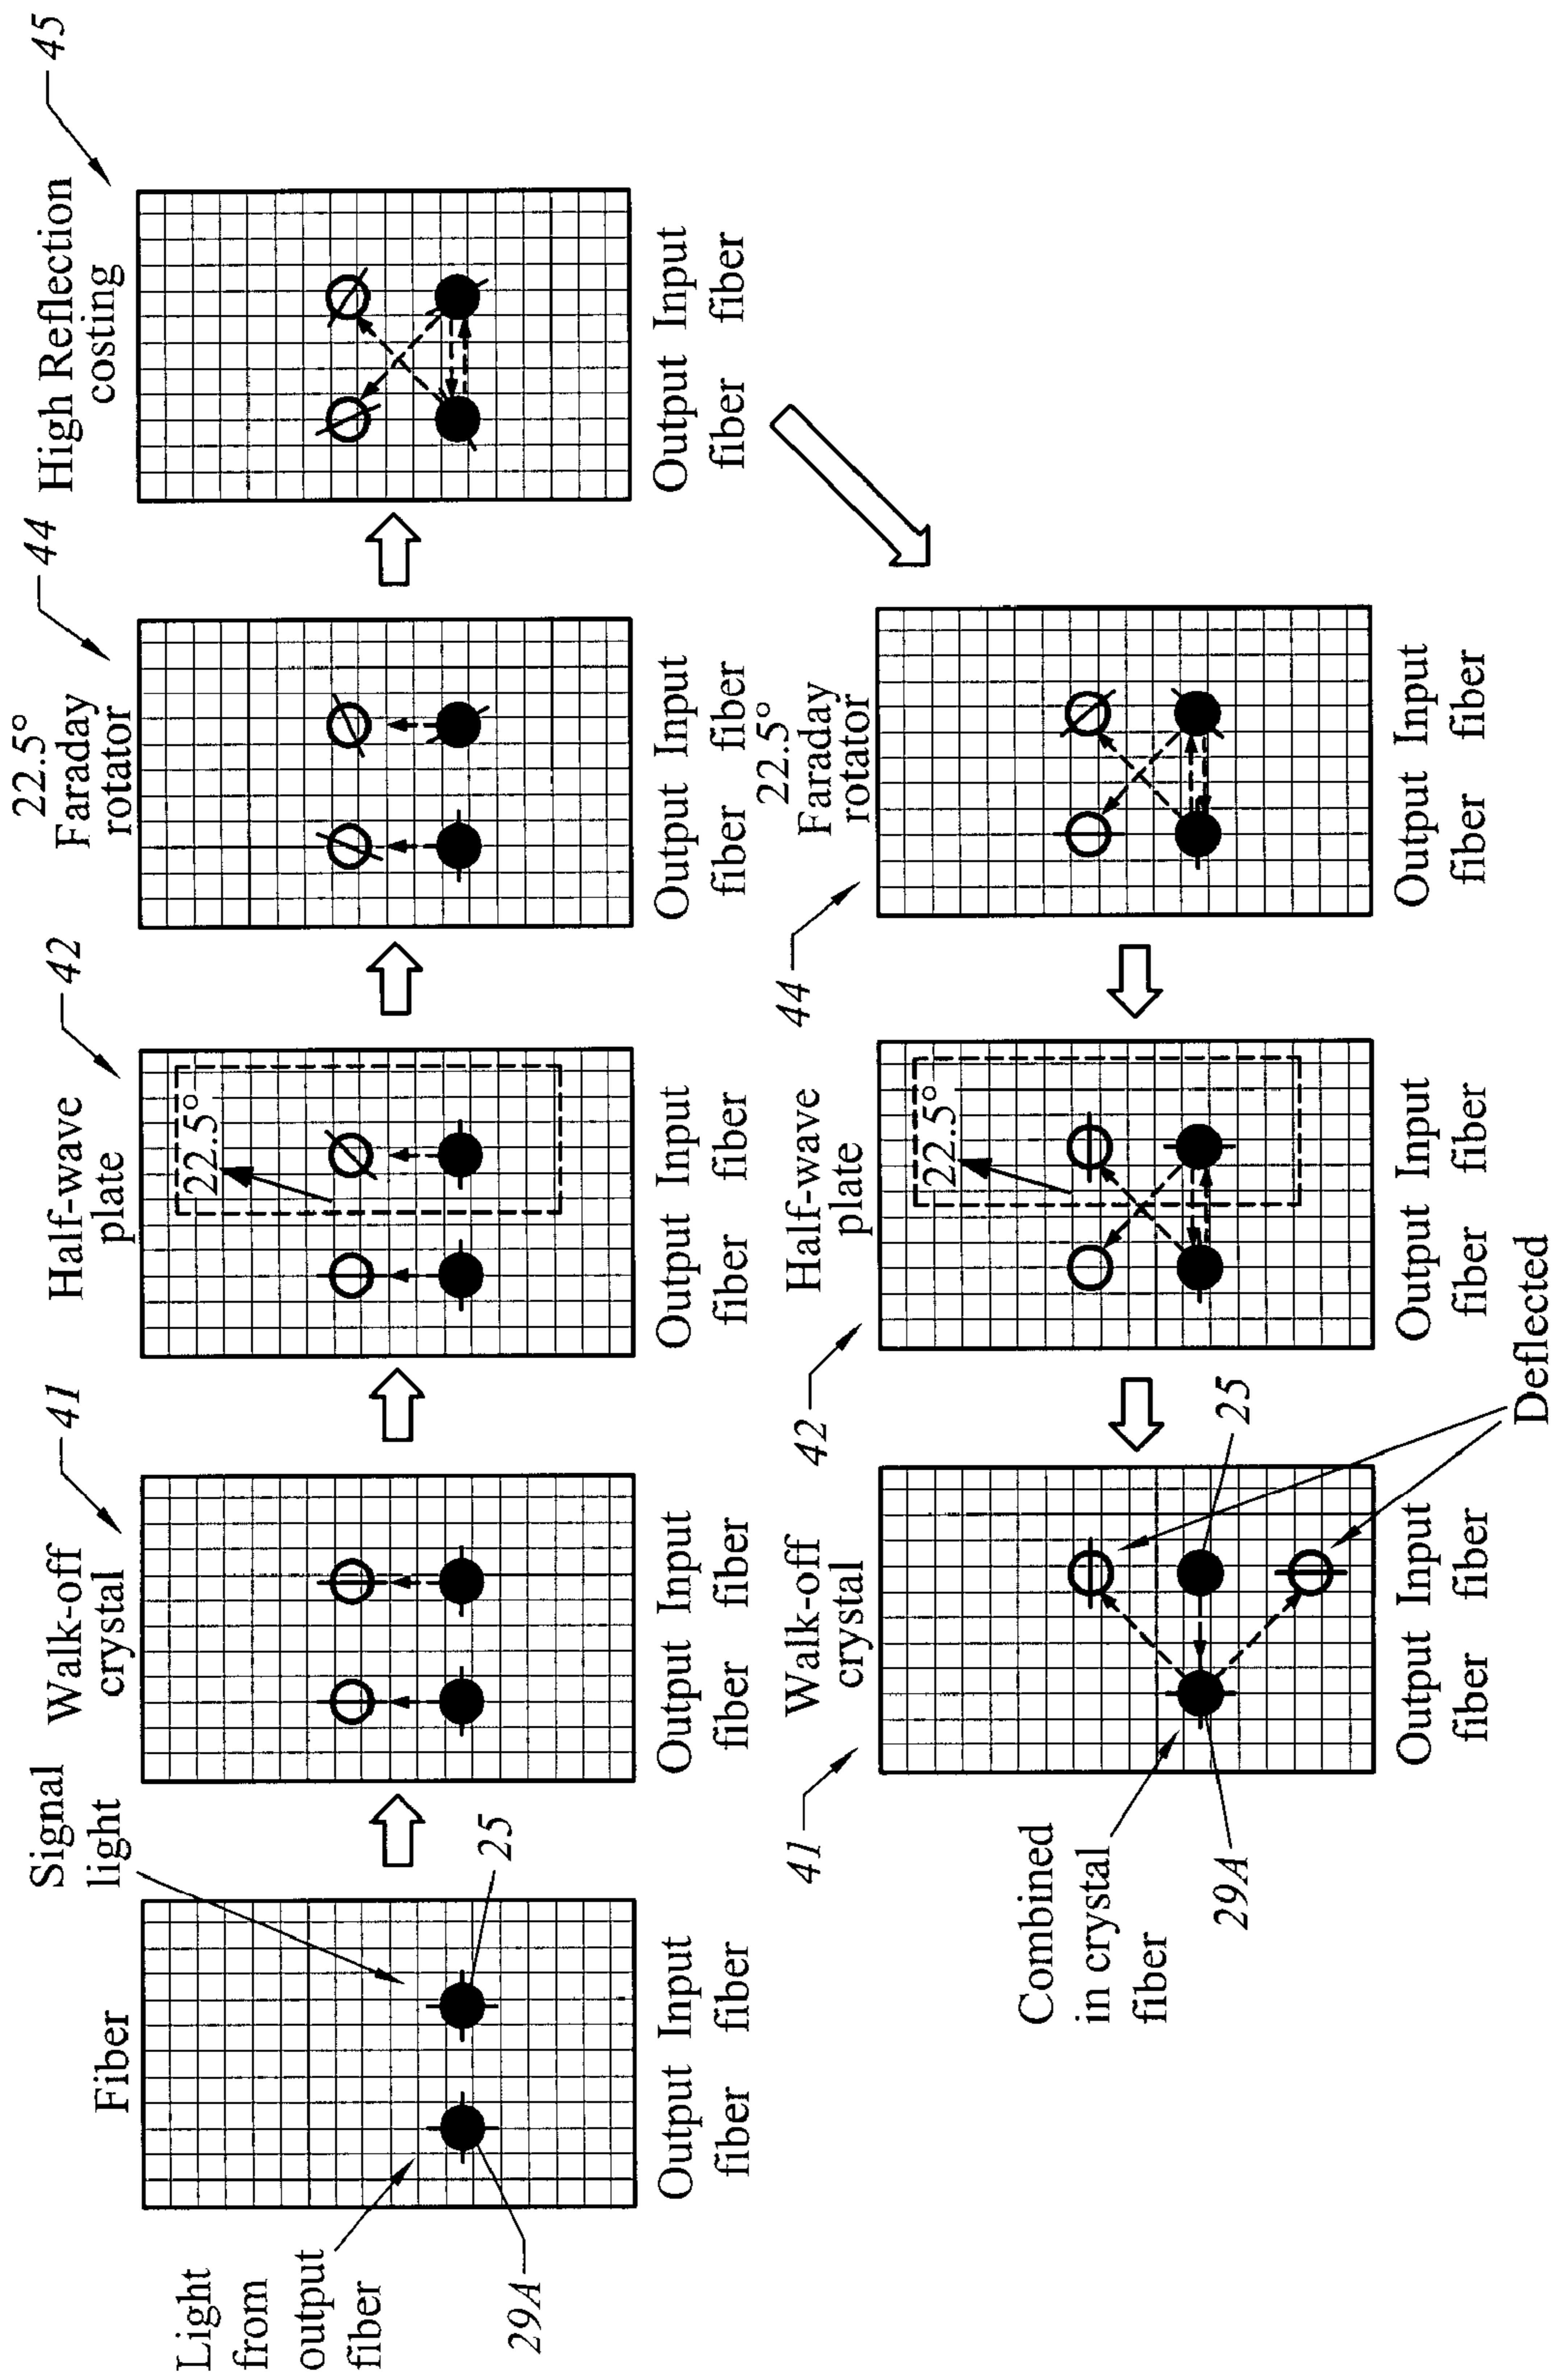 Light
from
output
fiber
29A
Fiber
Output Input
fiber fiber
Signal
light
25
Walk-off
crystal
41
Output Input
fiber fiber
Half-wave
plate
42
22.5°
Output Input
fiber fiber
22.5°
Faraday
rotator
44
Output Input
fiber fiber
High Reflection
costing
45
Output Input
fiber fiber
22.5°
Faraday
rotator
44
Output Input
fiber fiber
Half-wave
plate
42
22.5°
Output Input
fiber fiber
Walk-off
crystal
41
25
Output Input
fiber fiber
Deflected
Combined
in crystal
fiber
29A